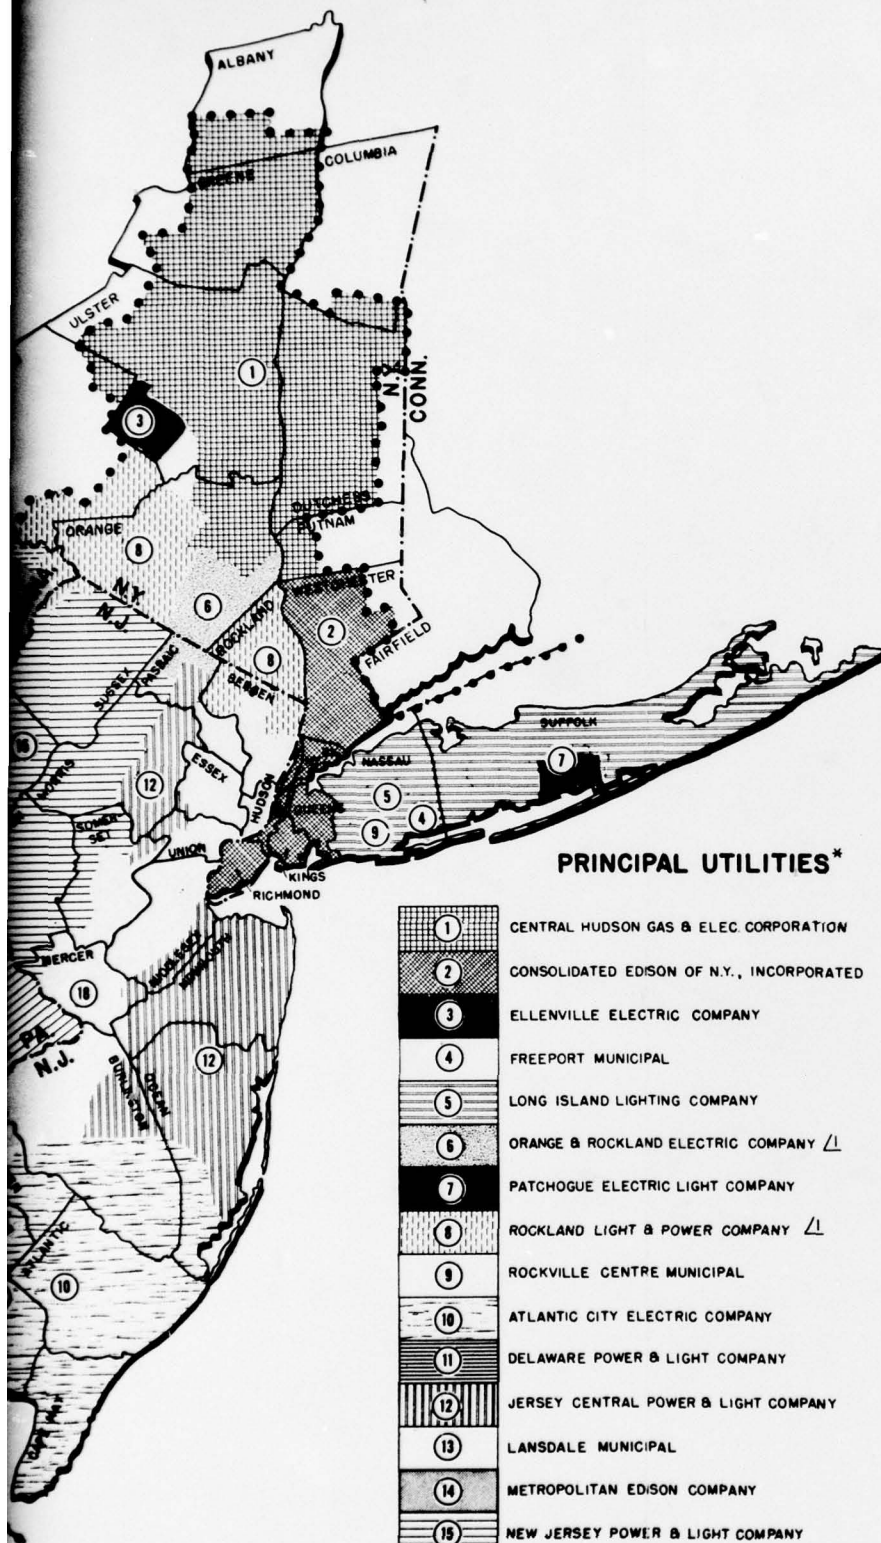 ALBANY
GREENE
COLUMBIA
ULSTER
1
N.Y.
CONN.
3
DUTCHESS
PUTNAM
ORANGE
8
N.Y.
N.J.
6
ROCKLAND
WESTCHESTER
2
FAIRFIELD
8
BERGEN
SUSSEX
PASSAIC
SUFFOLK
NASSAU
7
ESSEX
HUDSON
MORRIS
12
5
QUEENS
4
9
SOMER-
SET
UNION
KINGS
RICHMOND
MERCER
MIDDLESEX
MONMOUTH
18
PA.
N.J.
12
OCEAN
BURLINGTON
ATLANTIC
10
CAPE MAY
PRINCIPAL UTILITIES*
1 CENTRAL HUDSON GAS & ELEC. CORPORATION
2 CONSOLIDATED EDISON OF N.Y., INCORPORATED
3 ELLENVILLE ELECTRIC COMPANY
4 FREEPORT MUNICIPAL
5 LONG ISLAND LIGHTING COMPANY
6 ORANGE & ROCKLAND ELECTRIC COMPANY /1
7 PATCHOGUE ELECTRIC LIGHT COMPANY
8 ROCKLAND LIGHT & POWER COMPANY /1
9 ROCKVILLE CENTRE MUNICIPAL
10 ATLANTIC CITY ELECTRIC COMPANY
11 DELAWARE POWER & LIGHT COMPANY
12 JERSEY CENTRAL POWER & LIGHT COMPANY
13 LANSDALE MUNICIPAL
14 METROPOLITAN EDISON COMPANY
15 NEW JERSEY POWER & LIGHT COMPANY